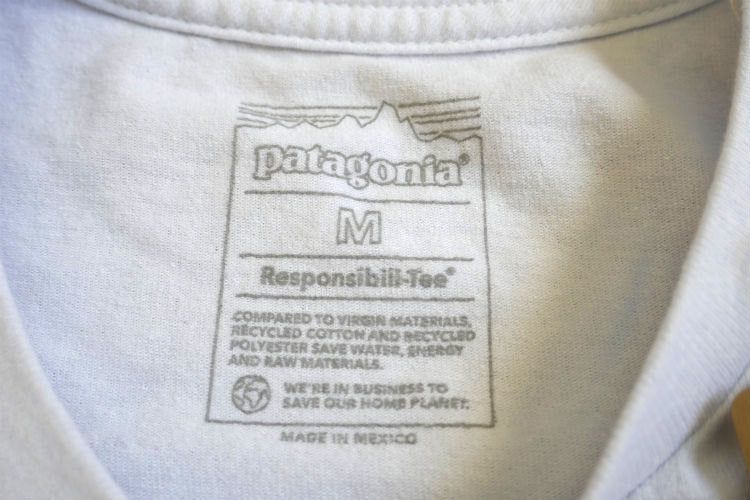 patagonia®
M
Responsibili-Tee®
COMPARED TO VIRGIN MATERIALS,
RECYCLED COTTON AND RECYCLED
POLYESTER SAVE WATER, ENERGY
AND RAW MATERIALS.
WE'RE IN BUSINESS TO
SAVE OUR HOME PLANET.
MADE IN MEXICO